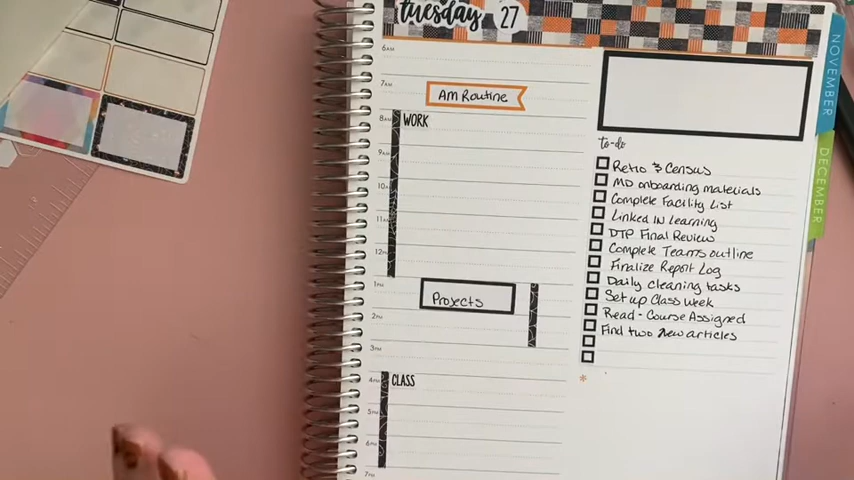 tuesday 27
6AM
7AM
Am Routine
8AM
WORK
9AM
10AM
11AM
12PM
1PM
Projects
2PM
3PM
4PM
CLASS
5PM
6PM
7PM
to-do
Retro & Census
MD onboarding materials
Complete Facility List
Linked IN Learning
DTP Final Review
Complete Teams outline
Finalize Report Log
Daily cleaning tasks
Set up Class Week
Read - Course Assigned
Find two new articles
NOVEMBER
DECEMBER